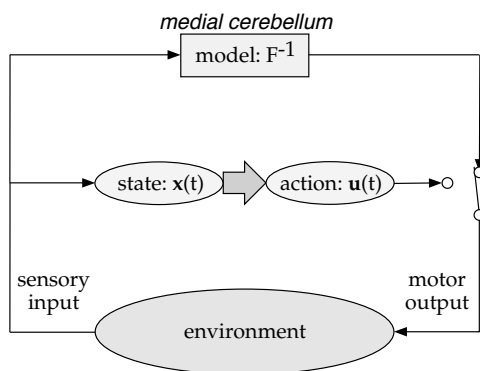 medial cerebellum
model: F-1
state: x(t)
action: u(t)
sensory
input
motor
output
environment